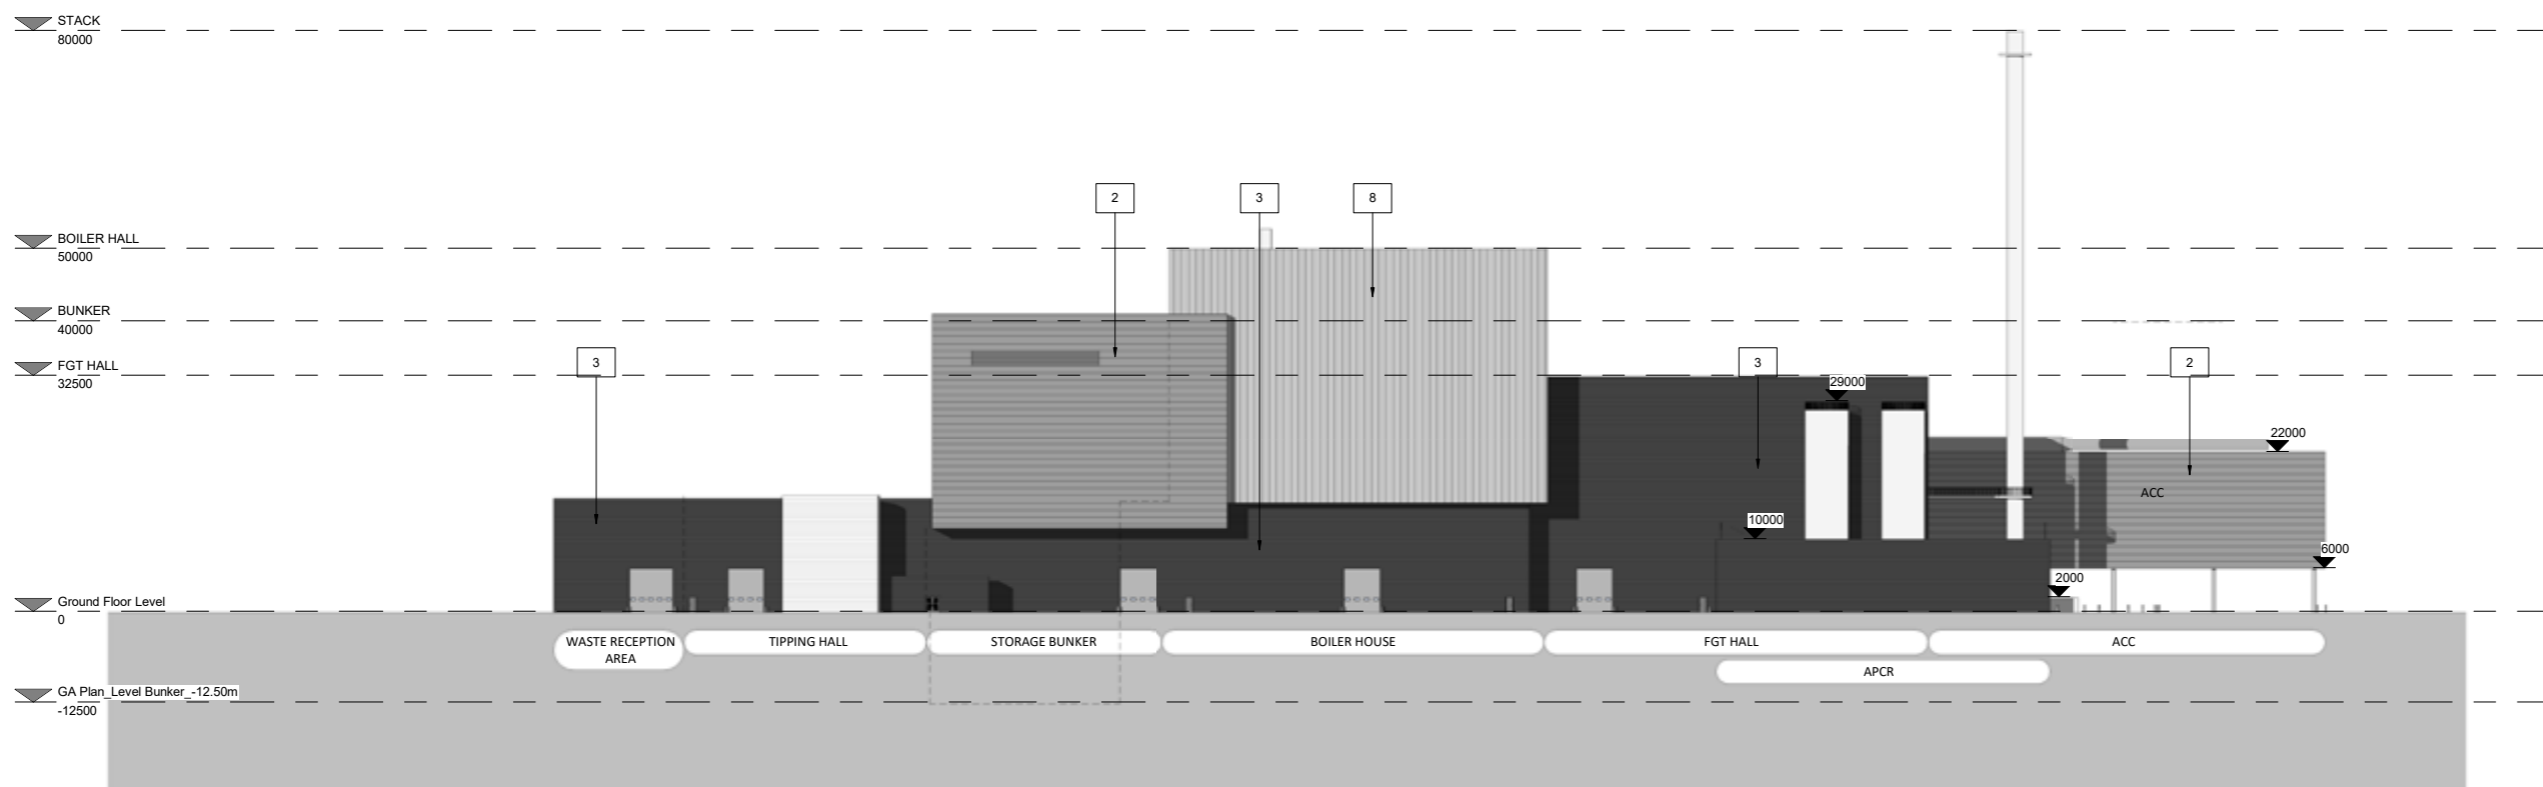 STACK
80000
2
3
8
BOILER HALL
50000
BUNKER
40000
FGT HALL
32500
3
3
2
29000
22000
ACC
10000
6000
2000
Ground Floor Level
0
WASTE RECEPTION
AREA
TIPPING HALL
STORAGE BUNKER
BOILER HOUSE
FGT HALL
ACC
APCR
GA Plan_Level Bunker_-12.50m
-12500